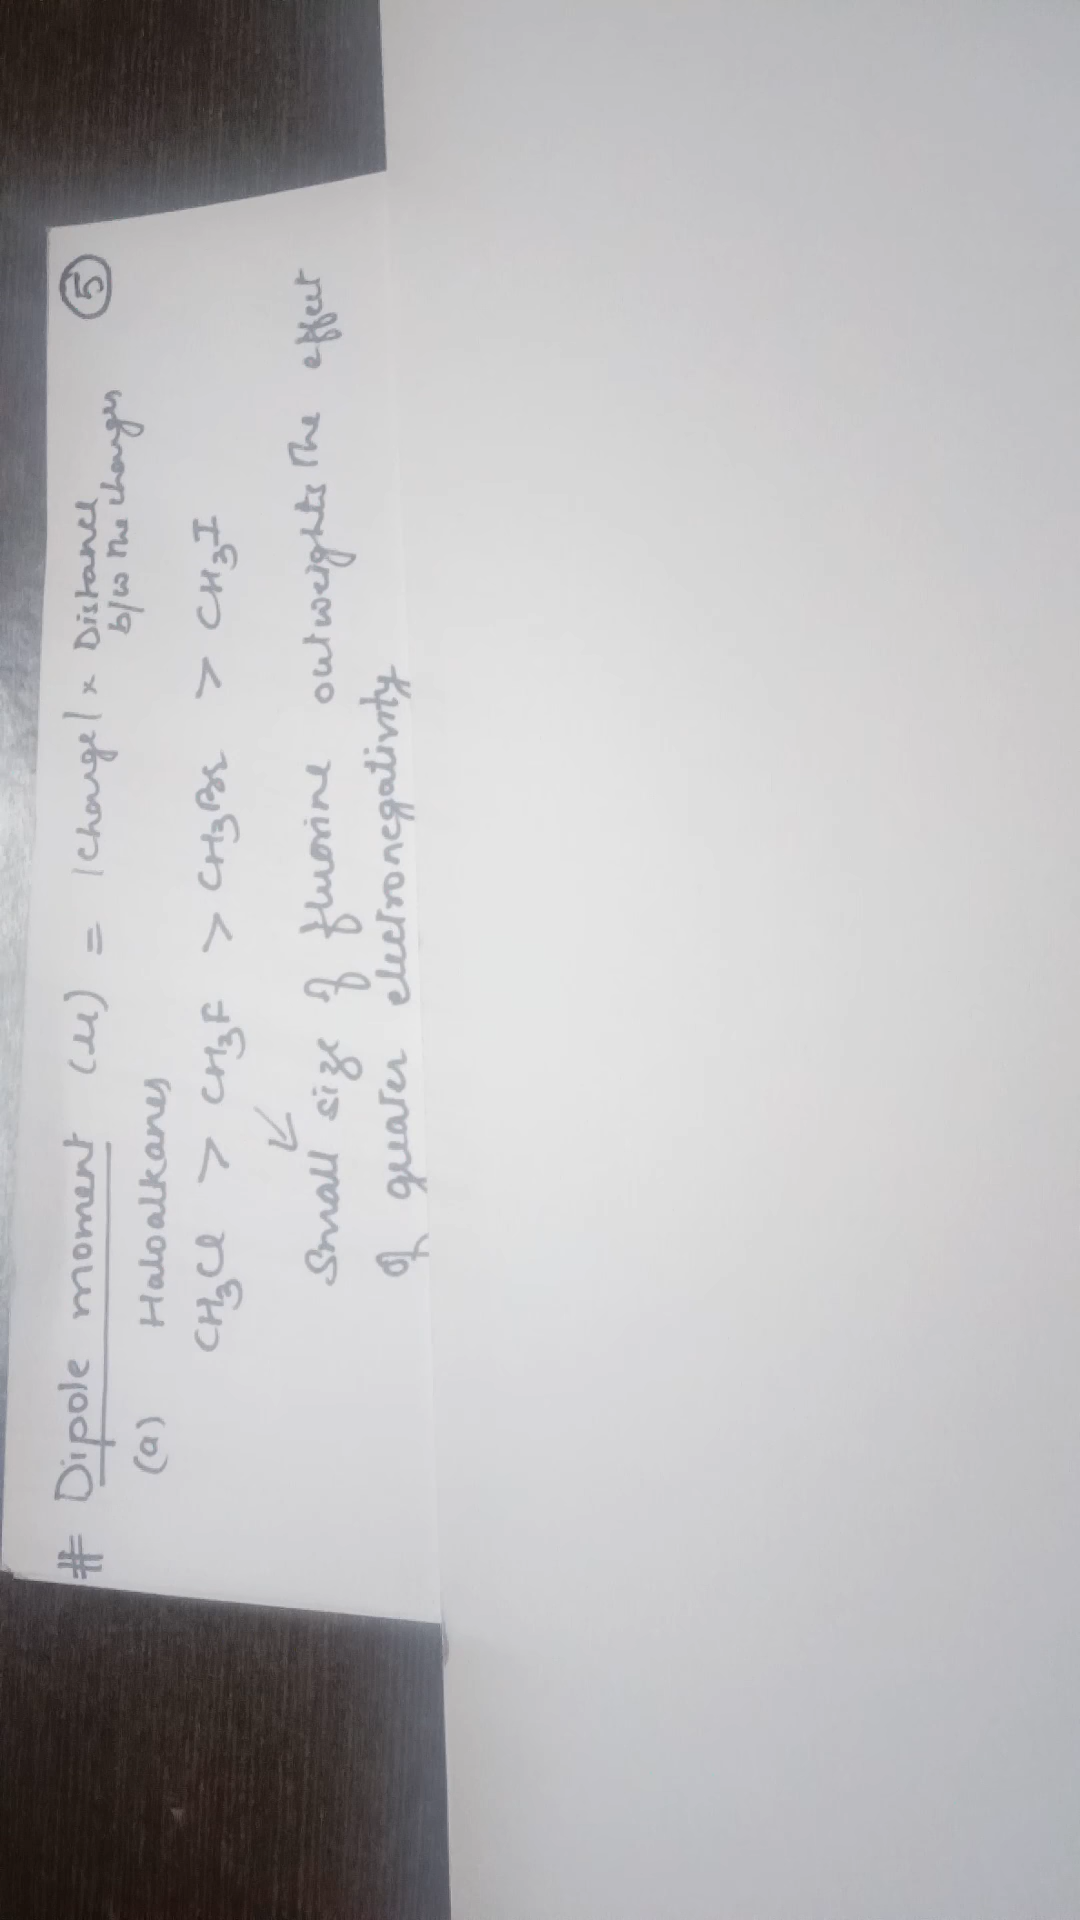 # Dipole moment (μ) = |charge| × Distance
b/w the charges
⑤
(a) Haloalkanes
CH₃Cl > CH₃F > CH₃Br > CH₃I
↙
Small size of fluorine outweights the effect
of greater electronegativity